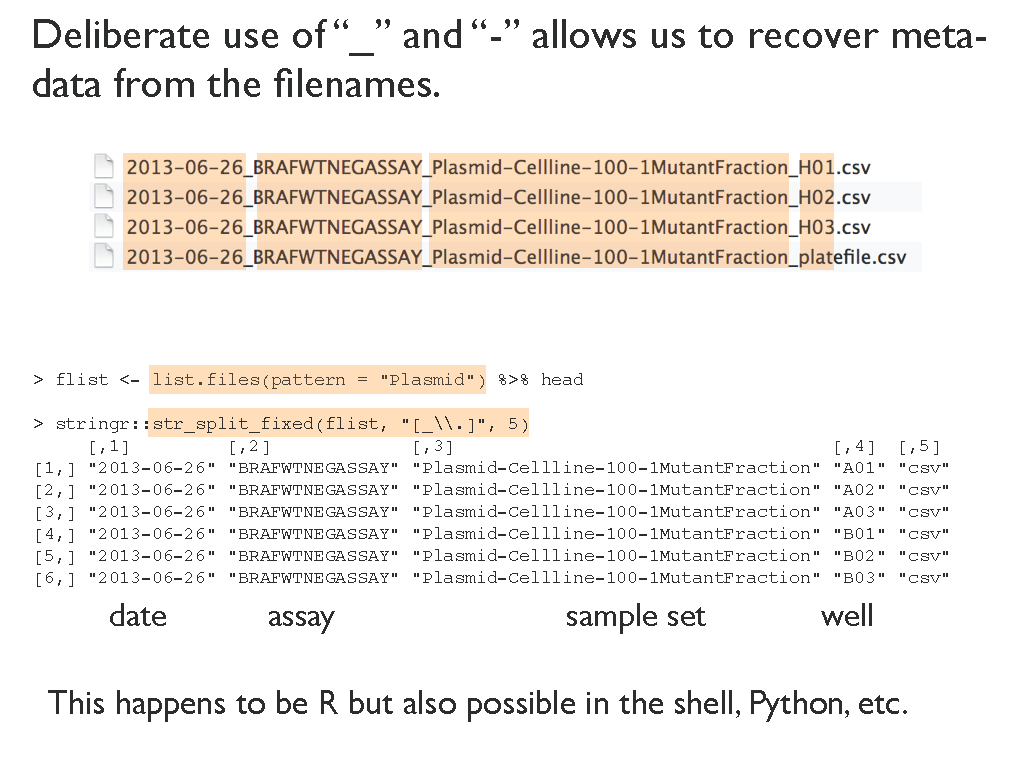 Deliberate use of “_” and “-” allows us to recover meta-
data from the filenames.
2013-06-26_BRAFWTNEGASSAY_Plasmid-Cellline-100-1MutantFraction_H01.csv
2013-06-26_BRAFWTNEGASSAY_Plasmid-Cellline-100-1MutantFraction_H02.csv
2013-06-26_BRAFWTNEGASSAY_Plasmid-Cellline-100-1MutantFraction_H03.csv
2013-06-26_BRAFWTNEGASSAY_Plasmid-Cellline-100-1MutantFraction_platefile.csv
> flist <- list.files(pattern = "Plasmid") %>% head
> stringr::str_split_fixed(flist, "[_\\.]", 5)
[,1] [,2] [,3] [,4] [,5]
[1,] "2013-06-26" "BRAFWTNEGASSAY" "Plasmid-Cellline-100-1MutantFraction" "A01" "csv"
[2,] "2013-06-26" "BRAFWTNEGASSAY" "Plasmid-Cellline-100-1MutantFraction" "A02" "csv"
[3,] "2013-06-26" "BRAFWTNEGASSAY" "Plasmid-Cellline-100-1MutantFraction" "A03" "csv"
[4,] "2013-06-26" "BRAFWTNEGASSAY" "Plasmid-Cellline-100-1MutantFraction" "B01" "csv"
[5,] "2013-06-26" "BRAFWTNEGASSAY" "Plasmid-Cellline-100-1MutantFraction" "B02" "csv"
[6,] "2013-06-26" "BRAFWTNEGASSAY" "Plasmid-Cellline-100-1MutantFraction" "B03" "csv"
date assay sample set well
This happens to be R but also possible in the shell, Python, etc.